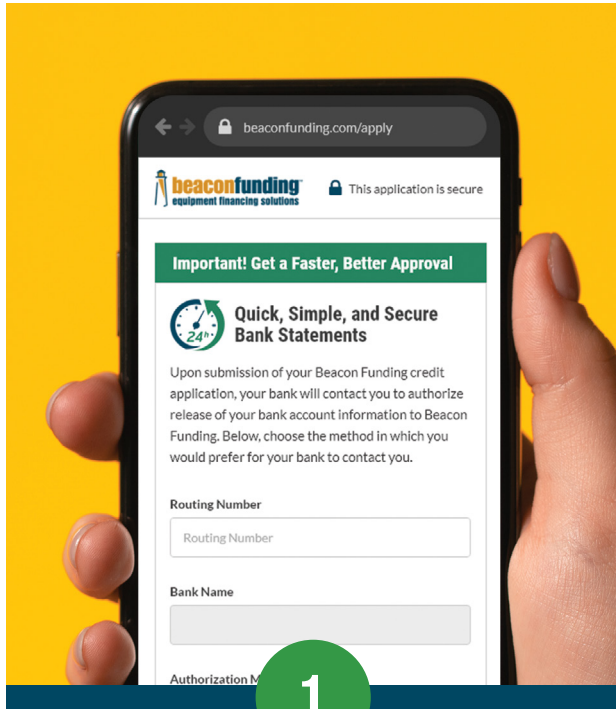 beaconfunding.com/apply
beaconfunding™
equipment financing solutions
This application is secure
Important! Get a Faster, Better Approval
24h
Quick, Simple, and Secure
Bank Statements
Upon submission of your Beacon Funding credit
application, your bank will contact you to authorize
release of your bank account information to Beacon
Funding. Below, choose the method in which you
would prefer for your bank to contact you.
Routing Number
Routing Number
Bank Name
Authorization
1